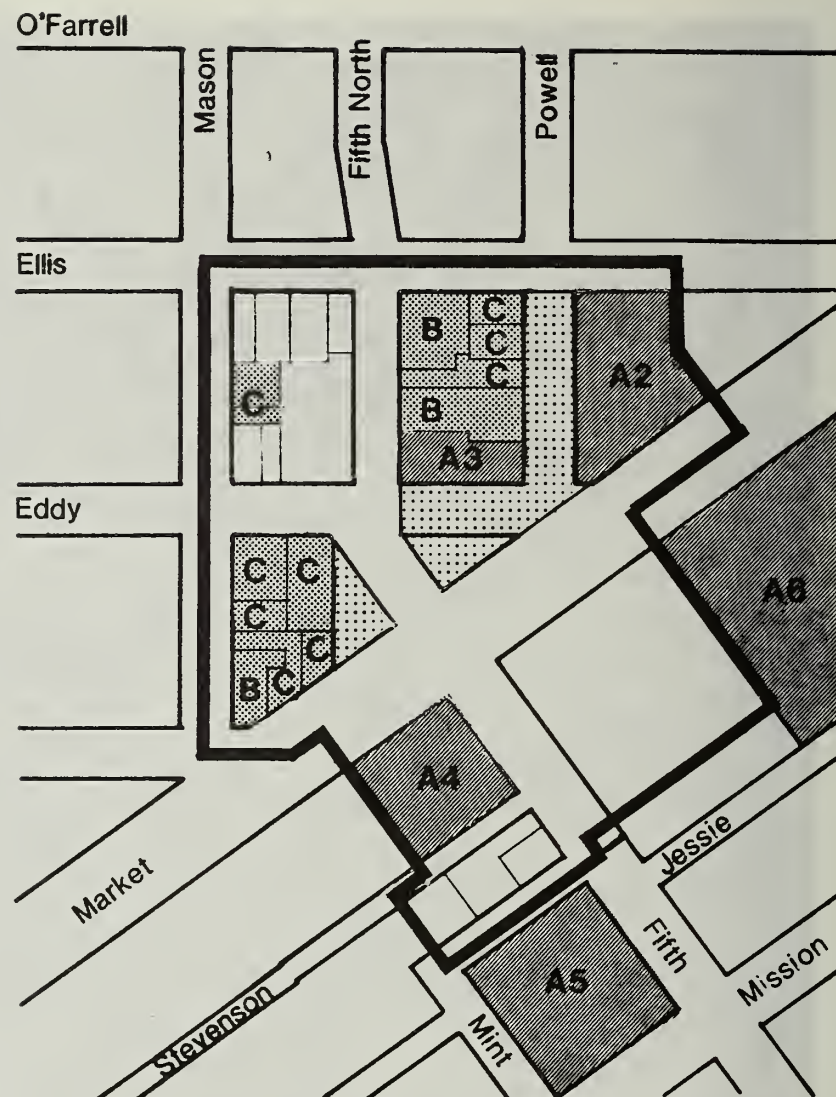 O'Farrell
Mason
Fifth North
Powell
Ellis
B
C
C
C
A2
C
B
A3
Eddy
C
C
C
C
B
C
A6
A4
Market
Jessie
Fifth
Mission
A5
Stevenson
Mint